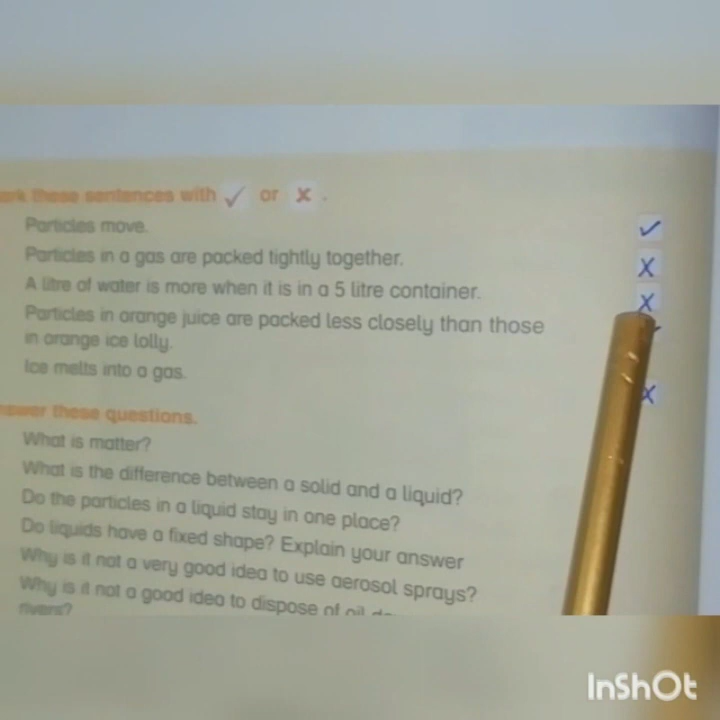 ark these sentences with ✓ or X.
Particles move. ✓
Particles in a gas are packed tightly together. X
A litre of water is more when it is in a 5 litre container. X
Particles in orange juice are packed less closely than those
in orange ice lolly.
Ice melts into a gas. X
nswer these questions.
What is matter?
What is the difference between a solid and a liquid?
Do the particles in a liquid stay in one place?
Do liquids have a fixed shape? Explain your answer
Why is it not a very good idea to use aerosol sprays?
Why is it not a good idea to dispose of oil
rivers?
InShOt